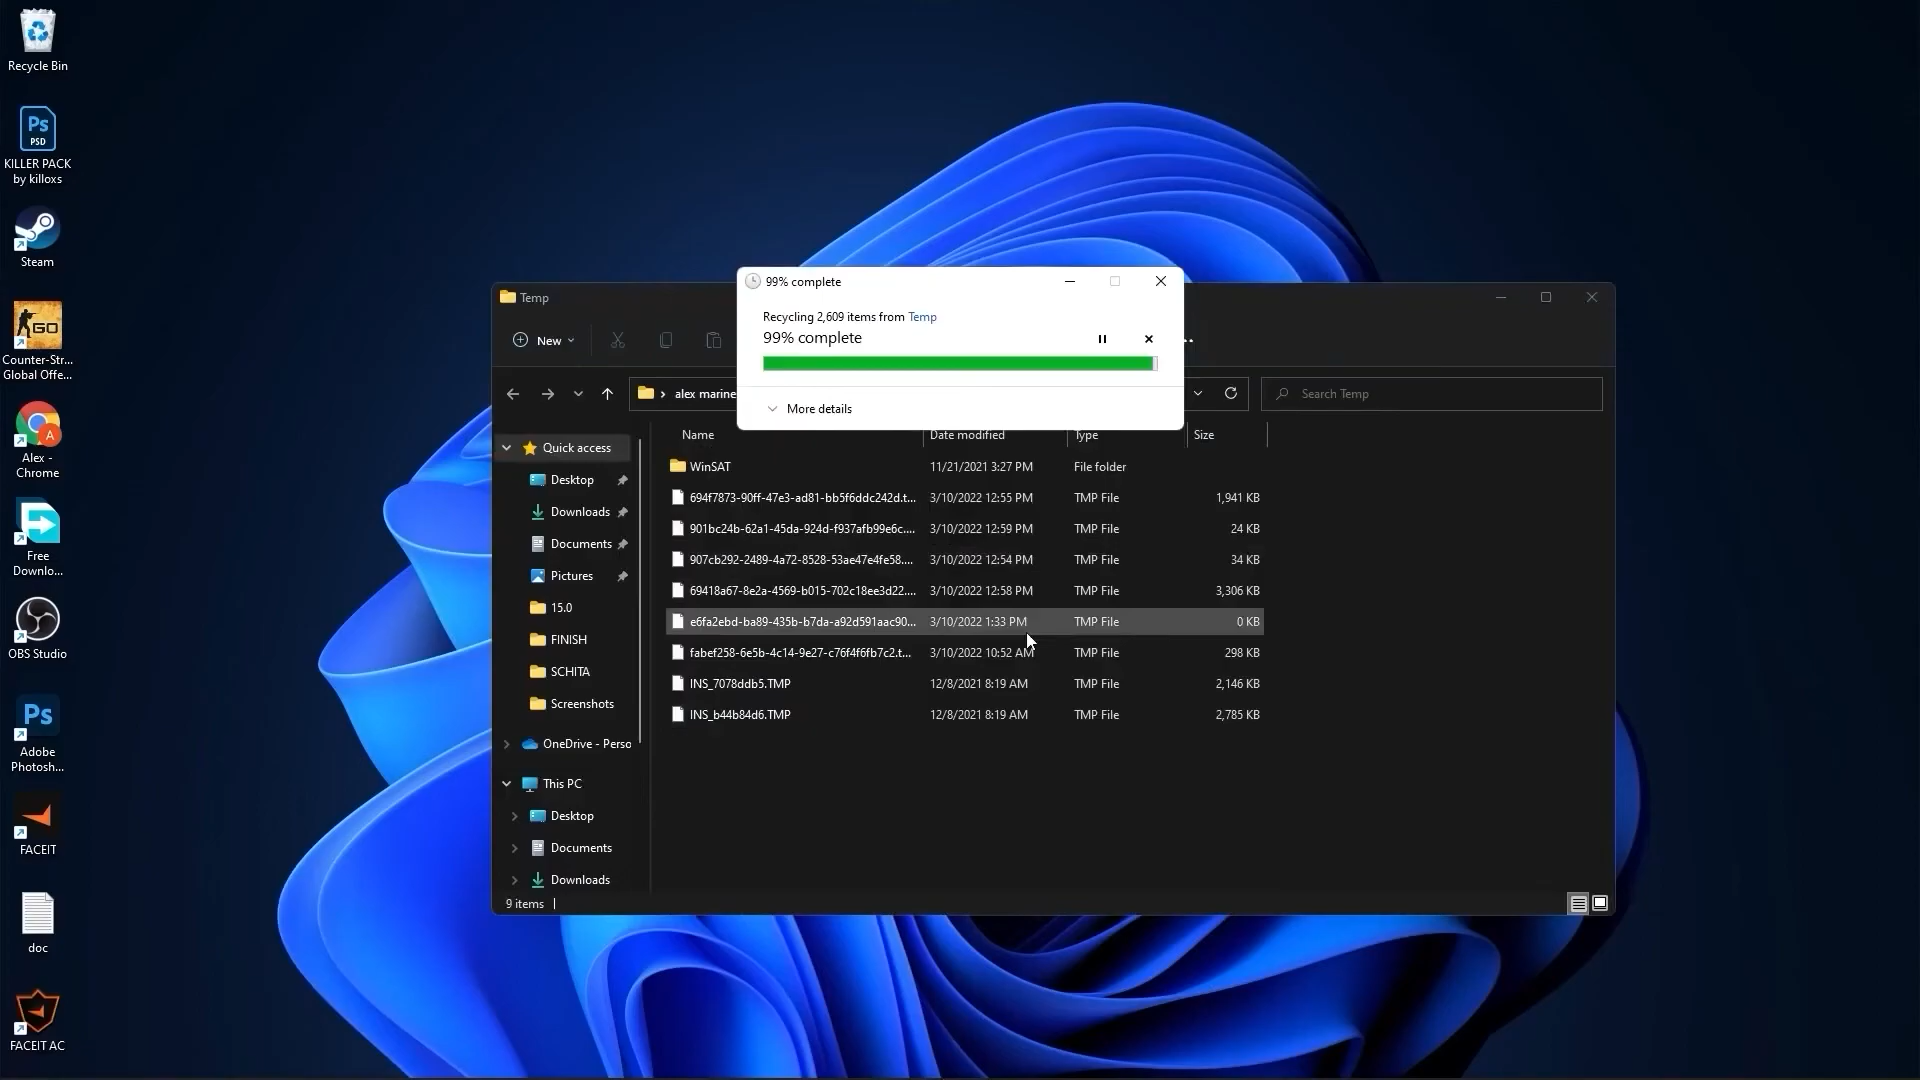 Recycle Bin
Ps
PSD
KILLER PACK
by killoxs
Steam
GO
Counter-Str...
Global Offe...
A
Alex -
Chrome
Free
Downlo...
OBS Studio
Ps
Adobe
Photosh...
FACEIT
doc
FACEIT AC
Temp
New
alex marine
Search Temp
99% complete
Recycling 2,609 items from Temp
99% complete
More details
Quick access
Desktop
Downloads
Documents
Pictures
15.0
FINISH
SCHITA
Screenshots
OneDrive - Perso
This PC
Desktop
Documents
Downloads
Name Date modified Type Size
WinSAT 11/21/2021 3:27 PM File folder
694f7873-90ff-47e3-ad81-bb5f6ddc242d.t... 3/10/2022 12:55 PM TMP File 1,941 KB
901bc24b-62a1-45da-924d-f937afb99e6c.... 3/10/2022 12:59 PM TMP File 24 KB
907cb292-2489-4a72-8528-53ae47e4fe58.... 3/10/2022 12:54 PM TMP File 34 KB
69418a67-8e2a-4569-b015-702c18ee3d22.... 3/10/2022 12:58 PM TMP File 3,306 KB
e6fa2ebd-ba89-435b-b7da-a92d591aac90... 3/10/2022 1:33 PM TMP File 0 KB
fabef258-6e5b-4c14-9e27-c76f4f6fb7c2.t... 3/10/2022 10:52 AM TMP File 298 KB
INS_7078ddb5.TMP 12/8/2021 8:19 AM TMP File 2,146 KB
INS_b44b84d6.TMP 12/8/2021 8:19 AM TMP File 2,785 KB
9 items